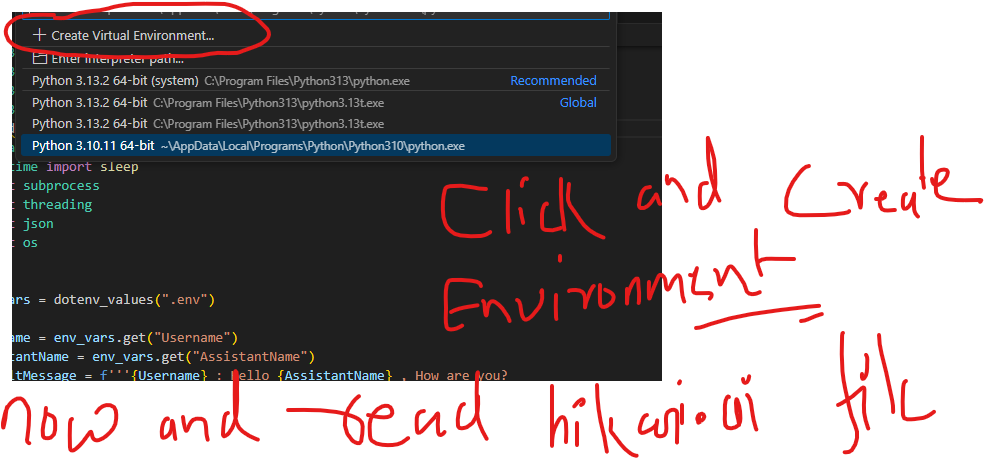 + Create Virtual Environment...
Enter interpreter path...
Python 3.13.2 64-bit (system) C:\Program Files\Python313\python.exe Recommended
Python 3.13.2 64-bit C:\Program Files\Python313\python3.13t.exe Global
Python 3.13.2 64-bit C:\Program Files\Python313\python3.13t.exe
Python 3.10.11 64-bit ~\AppData\Local\Programs\Python\Python310\python.exe
time import sleep
t subprocess
t threading
t json
t os
ars = dotenv_values(".env")
ame = env_vars.get("Username")
tantName = env_vars.get("AssistantName")
ltMessage = f'''{Username} : Hello {AssistantName} , How are you?
Click and Create
Environment
now and read file